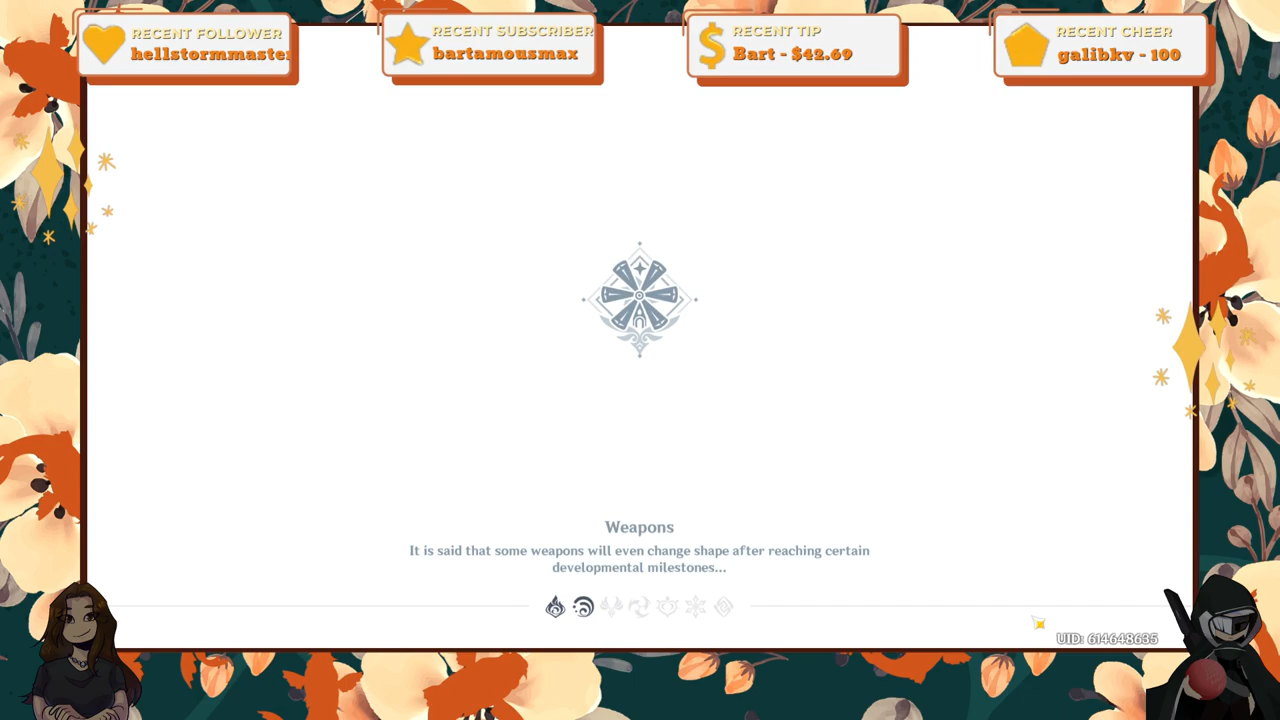 RECENT FOLLOWER
hellstormmaster
RECENT SUBSCRIBER
bartamousmax
RECENT TIP
Bart - $42.69
RECENT CHEER
galibkv - 100
Weapons
It is said that some weapons will even change shape after reaching certain
developmental milestones...
UID: 614648635